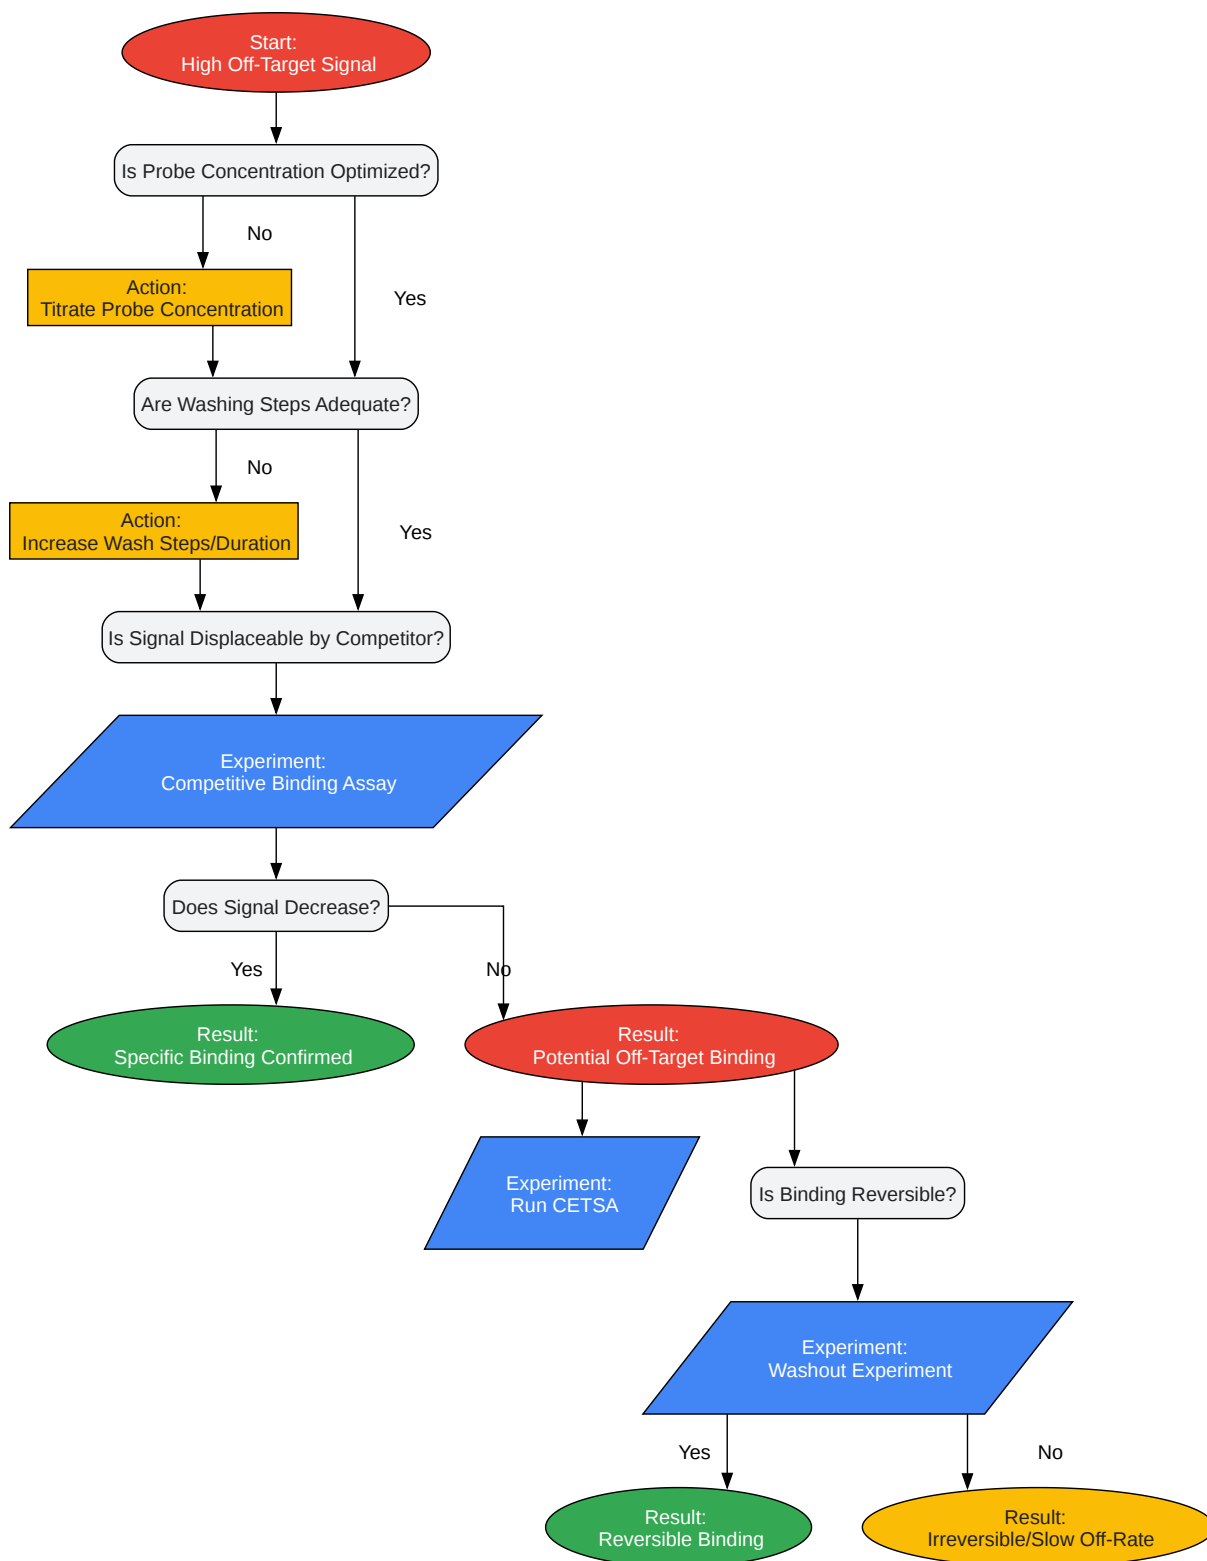 Start:
High Off-Target Signal
Is Probe Concentration Optimized?
No
Action:
Titrate Probe Concentration
Yes
Are Washing Steps Adequate?
No
Action:
Increase Wash Steps/Duration
Yes
Is Signal Displaceable by Competitor?
Experiment:
Competitive Binding Assay
Does Signal Decrease?
Yes
No
Result:
Specific Binding Confirmed
Result:
Potential Off-Target Binding
Experiment:
Run CETSA
Is Binding Reversible?
Experiment:
Washout Experiment
Yes
No
Result:
Reversible Binding
Result:
Irreversible/Slow Off-Rate